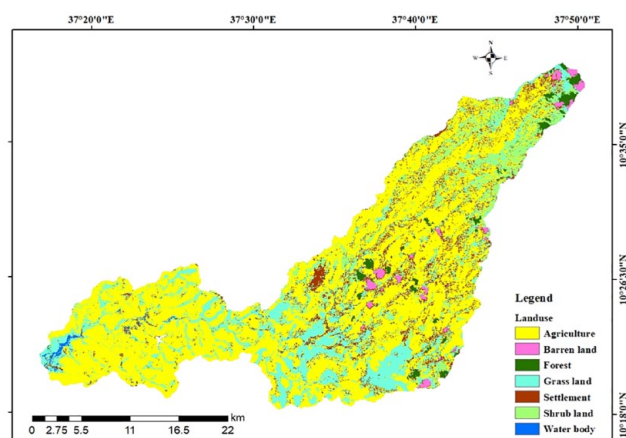 37°20'0"E 37°30'0"E 37°40'0"E 37°50'0"E
N
W E
S
10°35'0"N
10°26'30"N
10°18'0"N
Legend
Landuse
Agriculture
Barren land
Forest
Grass land
Settlement
Shrub land
Water body
km
0 2.75 5.5 11 16.5 22